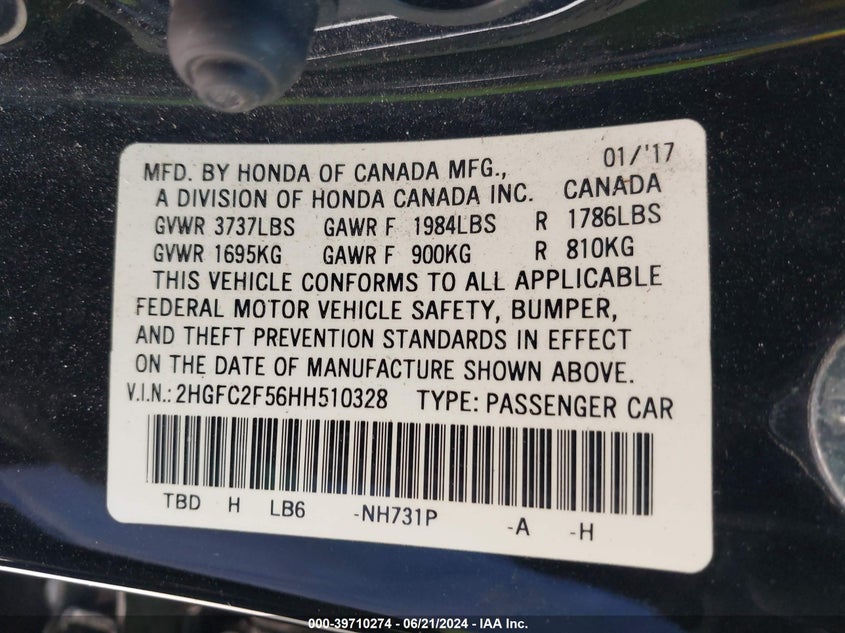 MFD. BY HONDA OF CANADA MFG., 01/'17
A DIVISION OF HONDA CANADA INC. CANADA
GVWR 3737LBS GAWR F 1984LBS R 1786LBS
GVWR 1695KG GAWR F 900KG R 810KG
THIS VEHICLE CONFORMS TO ALL APPLICABLE
FEDERAL MOTOR VEHICLE SAFETY, BUMPER,
AND THEFT PREVENTION STANDARDS IN EFFECT
ON THE DATE OF MANUFACTURE SHOWN ABOVE.
V.I.N.: 2HGFC2F56HH510328 TYPE: PASSENGER CAR
TBD H LB6 -NH731P -A -H
000-39710274 - 06/21/2024 - IAA Inc.